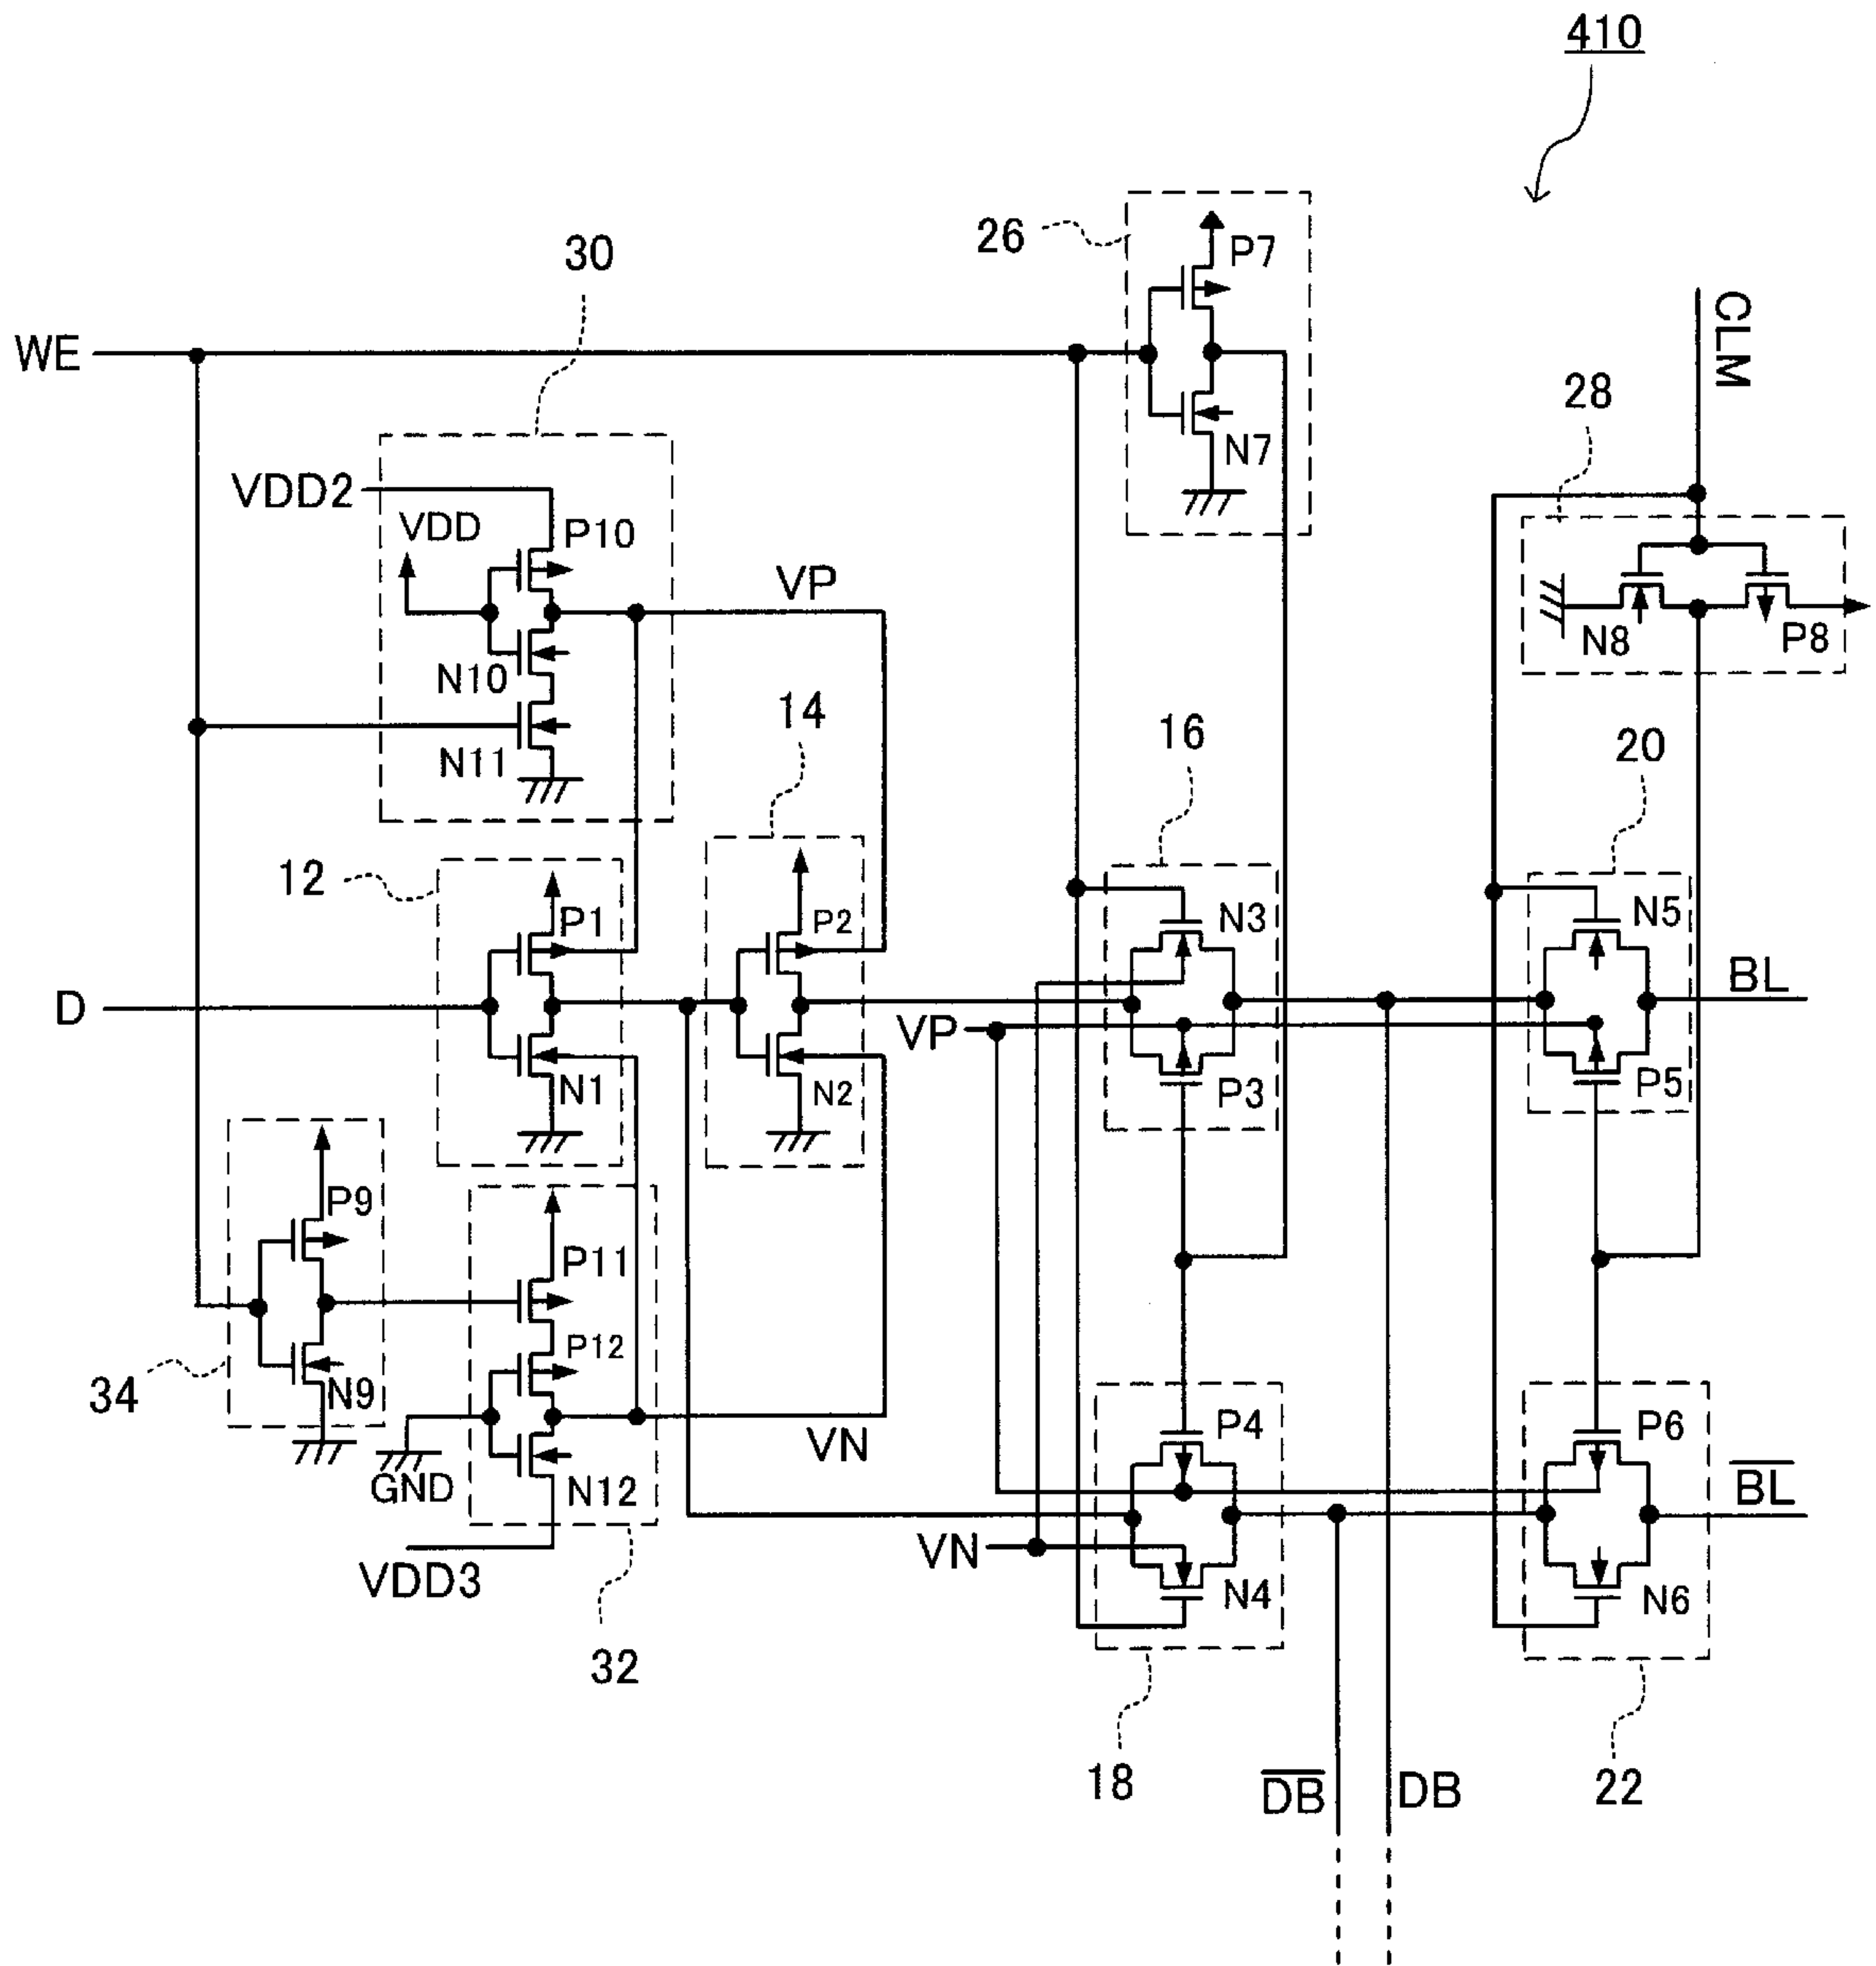 410
26
P7
30
CLM
WE
28
N7
VDD2
VDD
P10
VP
N8
P8
N10
14
16
20
N11
12
P1
P2
N3
N5
BL
D
VP
N1
N2
P3
P5
P9
P11
P12
34
N9
P4
P6
VN
GND
N12
BL
VN
VDD3
N4
N6
32
18
DB
DB
22